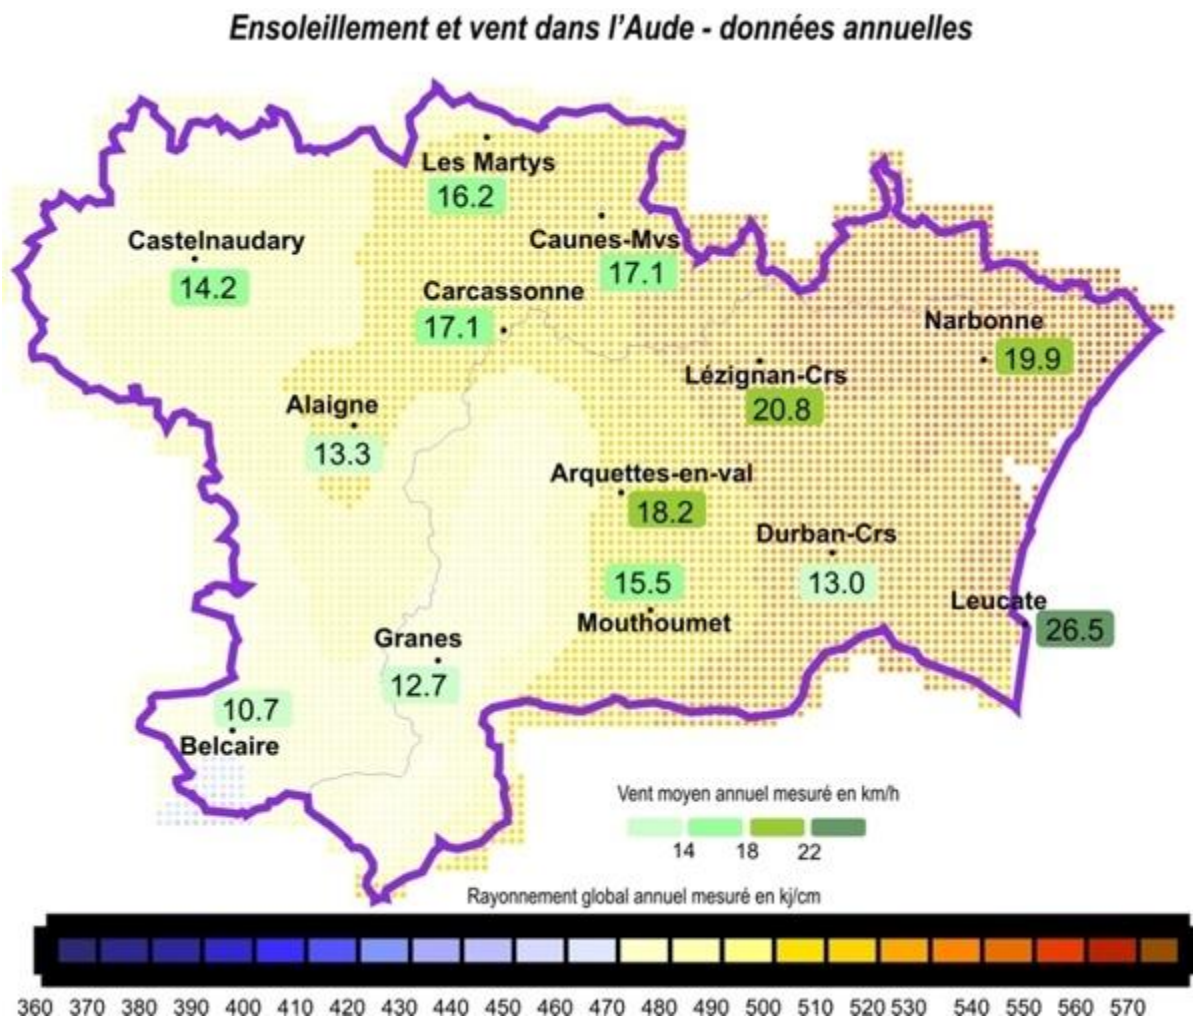 Ensoleillement et vent dans l'Aude - données annuelles
Les Martys
16.2
Castelnaudary
14.2
Caunes-Mvs
17.1
Carcassonne
17.1
Narbonne
19.9
Lézignan-Crs
20.8
Alaigne
13.3
Arquettes-en-val
18.2
Durban-Crs
13.0
15.5
Mouthoumet
Leucate
26.5
Granes
12.7
10.7
Belcaire
Vent moyen annuel mesuré en km/h
14 18 22
Rayonnement global annuel mesuré en kj/cm
360 370 380 390 400 410 420 430 440 450 460 470 480 490 500 510 520 530 540 550 560 570